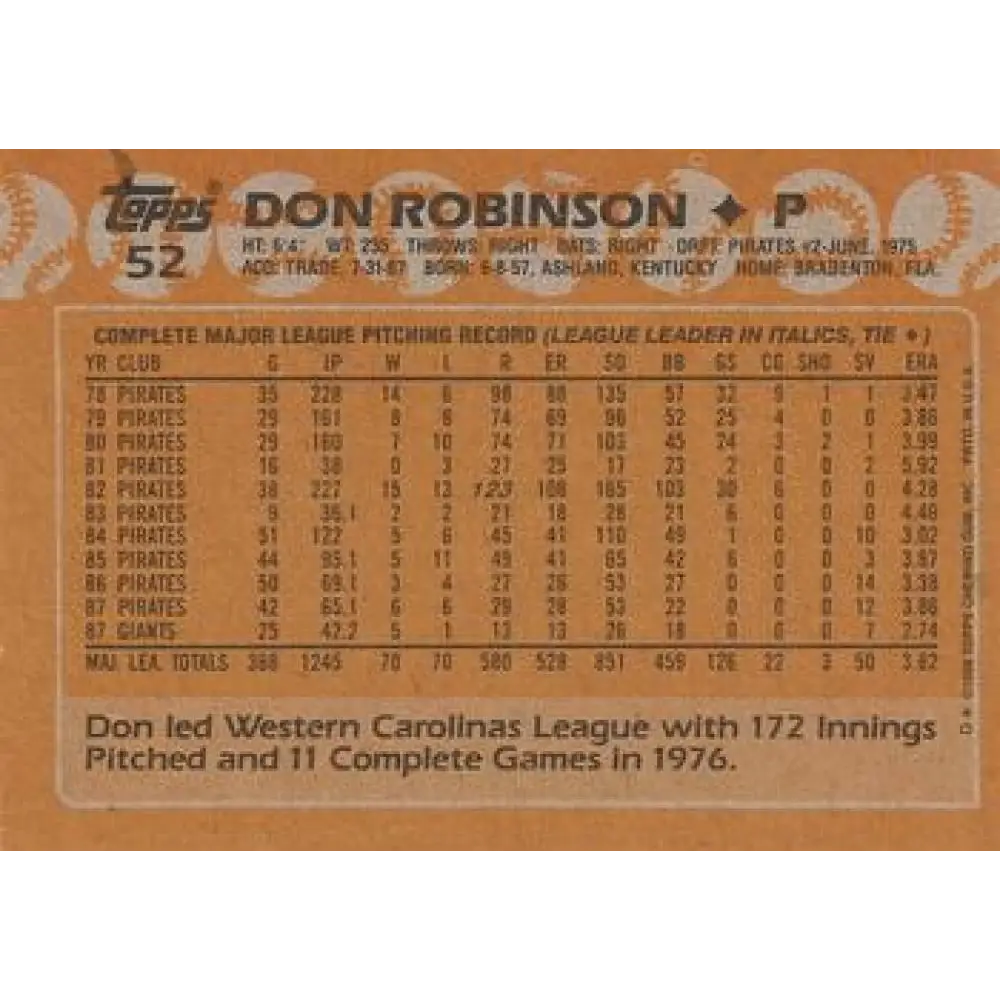 topps® DON ROBINSON ✦ P
52
HT: 6'4" WT: 255 THROWS: RIGHT BATS: RIGHT DRFT: PIRATES #2-JUNE, 1975
ACQ: TRADE, 7-31-87 BORN: 6-8-57, ASHLAND, KENTUCKY HOME: BRADENTON, FLA.
COMPLETE MAJOR LEAGUE PITCHING RECORD (LEAGUE LEADER IN ITALICS, TIE ✦)
YR CLUB G IP W L R ER SO BB GS CG SHO SV ERA
78 PIRATES 35 228 14 6 98 88 135 57 32 9 1 1 3.47
79 PIRATES 29 161 8 8 74 69 96 52 25 4 0 0 3.86
80 PIRATES 29 160 7 10 74 71 103 45 24 3 2 1 3.99
81 PIRATES 16 38 0 3 27 25 17 23 2 0 0 2 5.92
82 PIRATES 38 227 15 13 123 108 165 103 30 6 0 0 4.28
83 PIRATES 9 36.1 2 2 21 18 28 21 6 0 0 0 4.46
84 PIRATES 51 122 5 6 45 41 110 49 1 0 0 10 3.02
85 PIRATES 44 95.1 5 11 49 41 65 42 6 0 0 3 3.87
86 PIRATES 50 69.1 3 4 27 26 53 27 0 0 0 14 3.38
87 PIRATES 42 65.1 6 6 29 28 53 22 0 0 0 12 3.86
87 GIANTS 25 42.2 5 1 13 13 26 18 0 0 0 7 2.74
MAJ. LEA. TOTALS 368 1245 70 70 580 528 851 459 126 22 3 50 3.82
Don led Western Carolinas League with 172 Innings
Pitched and 11 Complete Games in 1976.
D* ©1988 TOPPS CHEWING GUM, INC. PRTD. IN U.S.A.